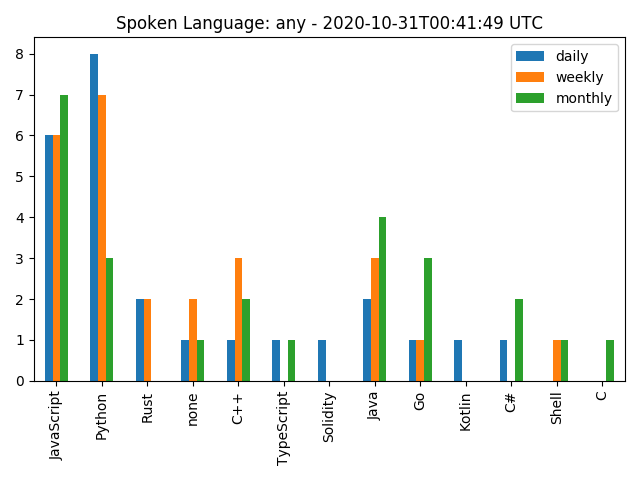 Spoken Language: any - 2020-10-31T00:41:49 UTC
daily
weekly
monthly
8
7
6
5
4
3
2
1
0
JavaScript
Python
Rust
none
C++
TypeScript
Solidity
Java
Go
Kotlin
C#
Shell
C